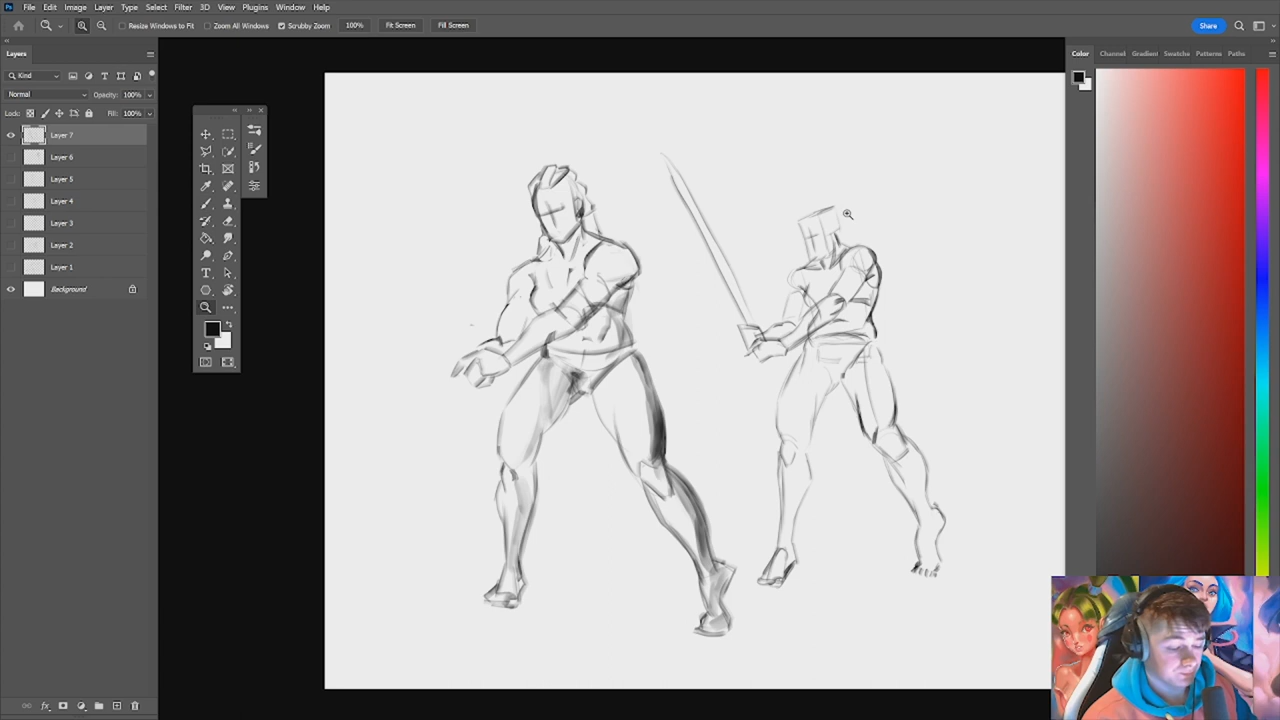 Ps File Edit Image Layer Type Select Filter 3D View Plugins Window Help
Resize Windows to Fit Zoom All Windows Scrubby Zoom 100% Fit Screen Fill Screen Share
Layers
Kind
Normal Opacity: 100%
Lock: Fill: 100%
Layer 7
Layer 6
Layer 5
Layer 4
Layer 3
Layer 2
Layer 1
Background
fx
Color Channel Gradient Swatche Patterns Paths